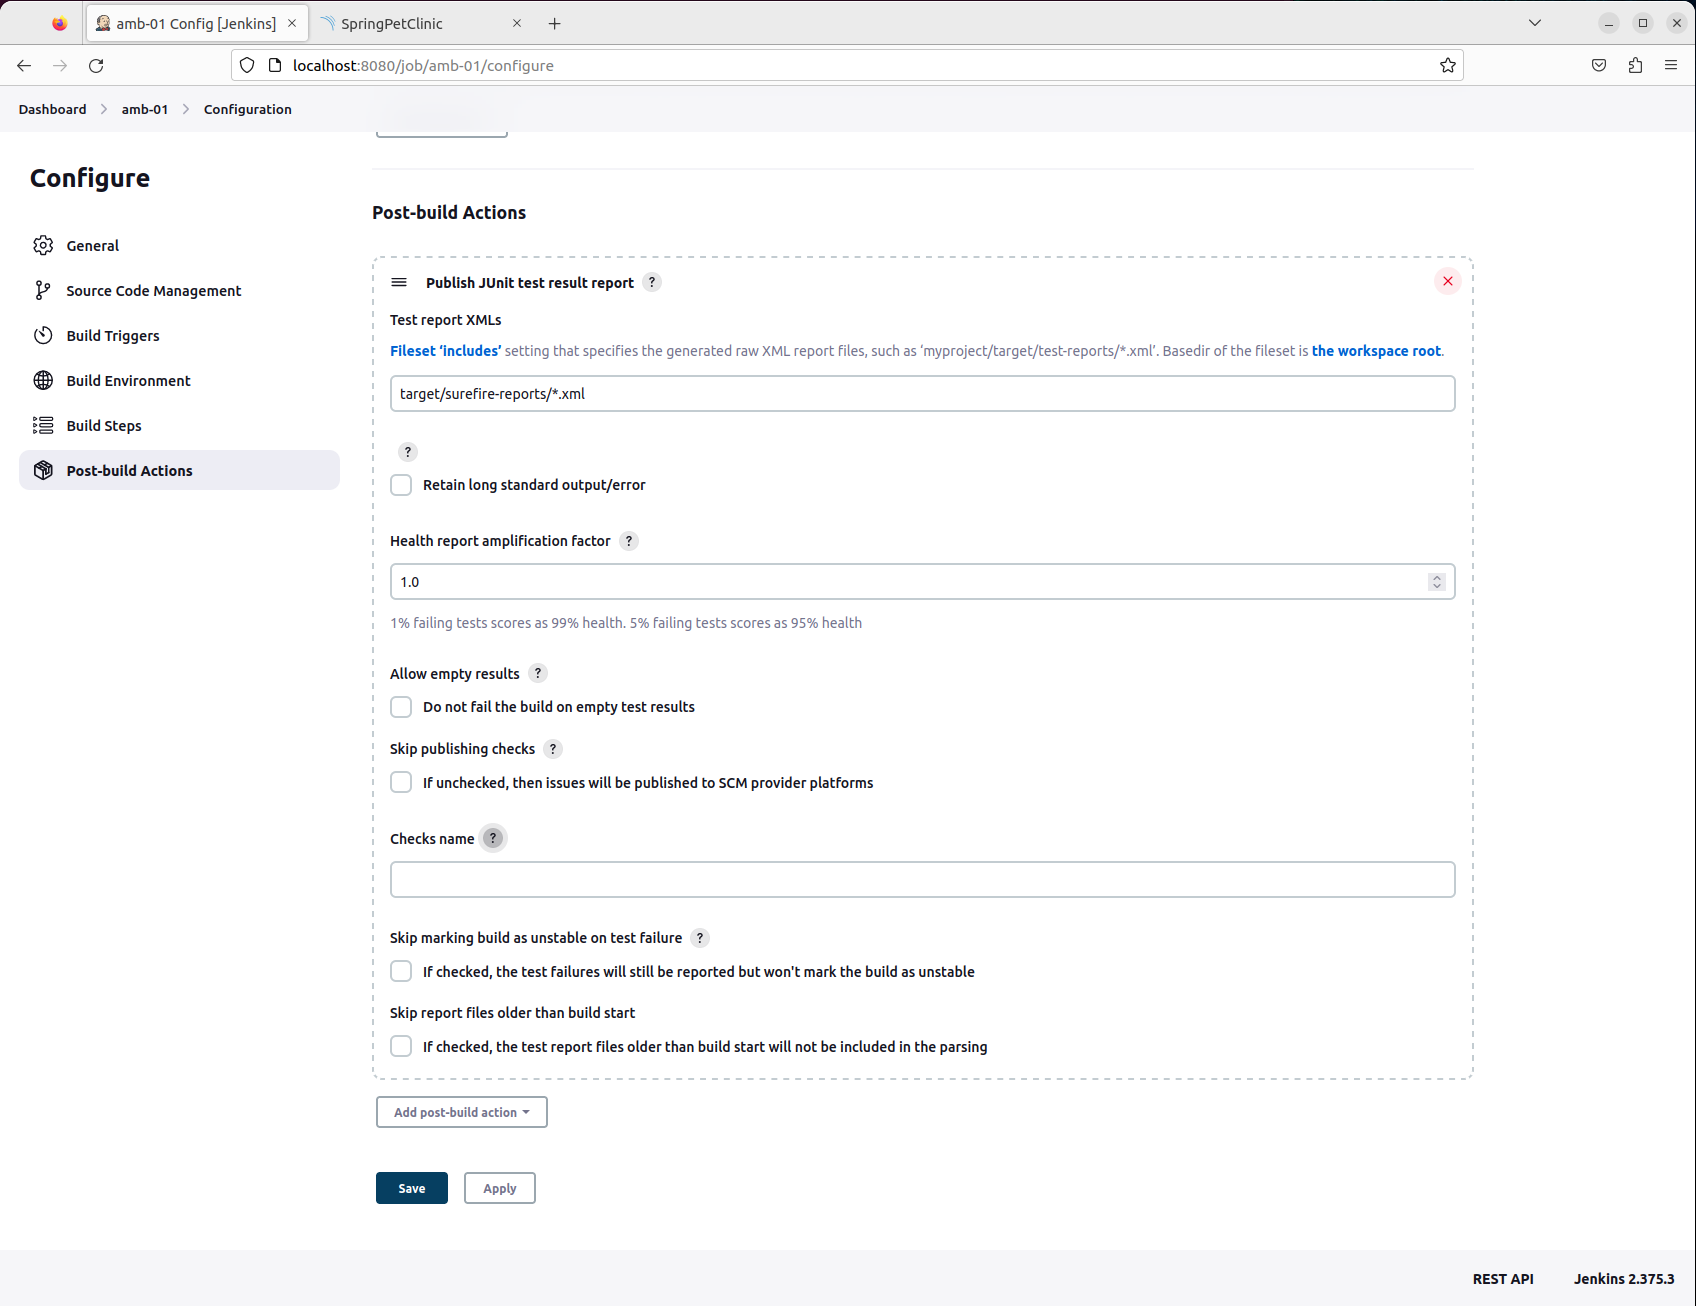 amb-01 Config [Jenkins]
SpringPetClinic
localhost:8080/job/amb-01/configure
Dashboard
amb-01
Configuration
Configure
General
Source Code Management
Build Triggers
Build Environment
Build Steps
Post-build Actions
Post-build Actions
Publish JUnit test result report ?
Test report XMLs
Fileset ‘includes’ setting that specifies the generated raw XML report files, such as ‘myproject/target/test-reports/*.xml’. Basedir of the fileset is the workspace root.
target/surefire-reports/*.xml
?
Retain long standard output/error
Health report amplification factor ?
1.0
1% failing tests scores as 99% health. 5% failing tests scores as 95% health
Allow empty results ?
Do not fail the build on empty test results
Skip publishing checks ?
If unchecked, then issues will be published to SCM provider platforms
Checks name ?
Skip marking build as unstable on test failure ?
If checked, the test failures will still be reported but won't mark the build as unstable
Skip report files older than build start
If checked, the test report files older than build start will not be included in the parsing
Add post-build action
Save
Apply
REST API
Jenkins 2.375.3